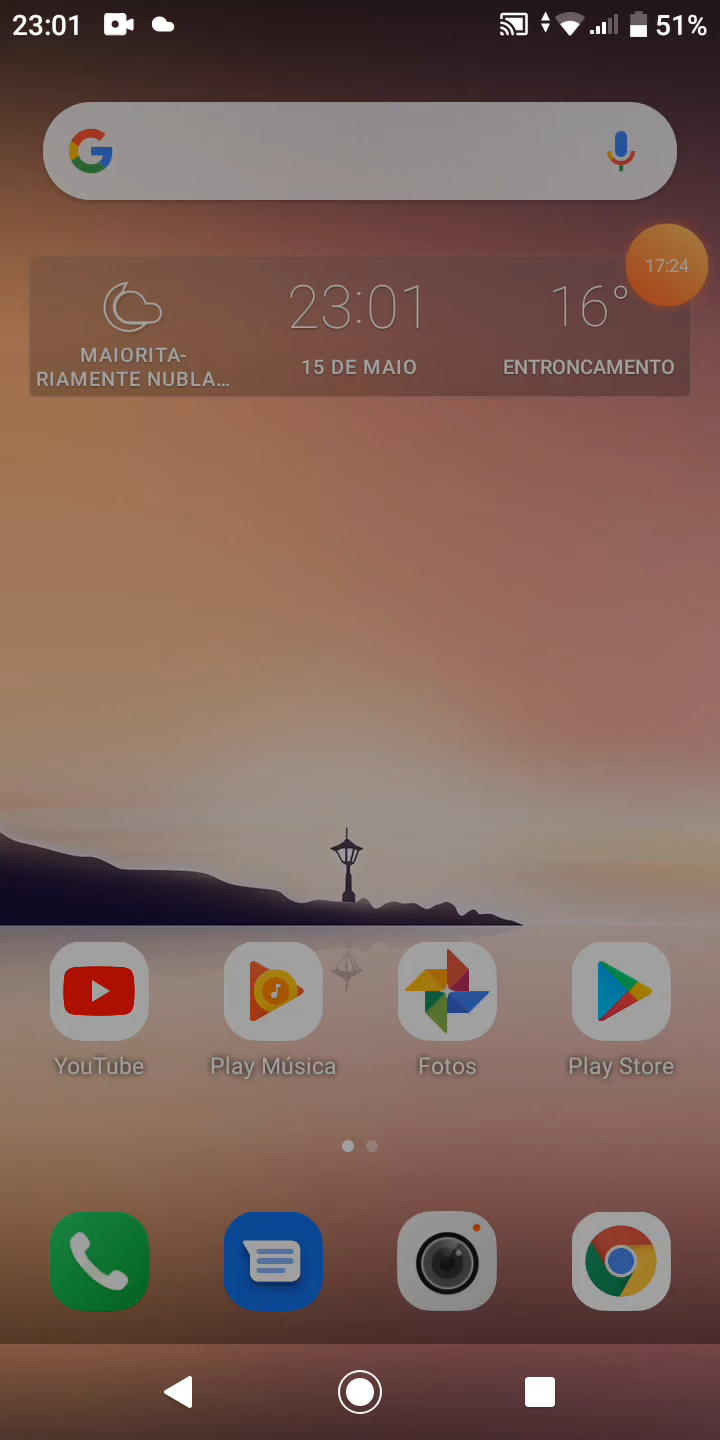 23:01
51%
17:24
MAIORITA-
RIAMENTE NUBLA…
23:01
15 DE MAIO
16°
ENTRONCAMENTO
YouTube
Play Música
Fotos
Play Store